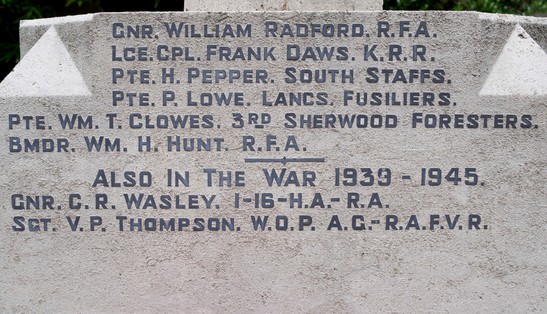 GNR. WILLIAM RADFORD. R.F.A.
LCE.CPL. FRANK DAWS. K.R.R.
PTE. H. PEPPER. SOUTH STAFFS.
PTE. P. LOWE. LANCS. FUSILIERS.
PTE. WM. T. CLOWES. 3RD SHERWOOD FORESTERS.
BMDR. WM. H. HUNT. R.F.A.
ALSO IN THE WAR 1939 - 1945.
GNR. C. R. WASLEY. 1-16-H.A.- R.A.
SGT. V. P. THOMPSON. W.O.P. A.G.- R.A.F.V.R.